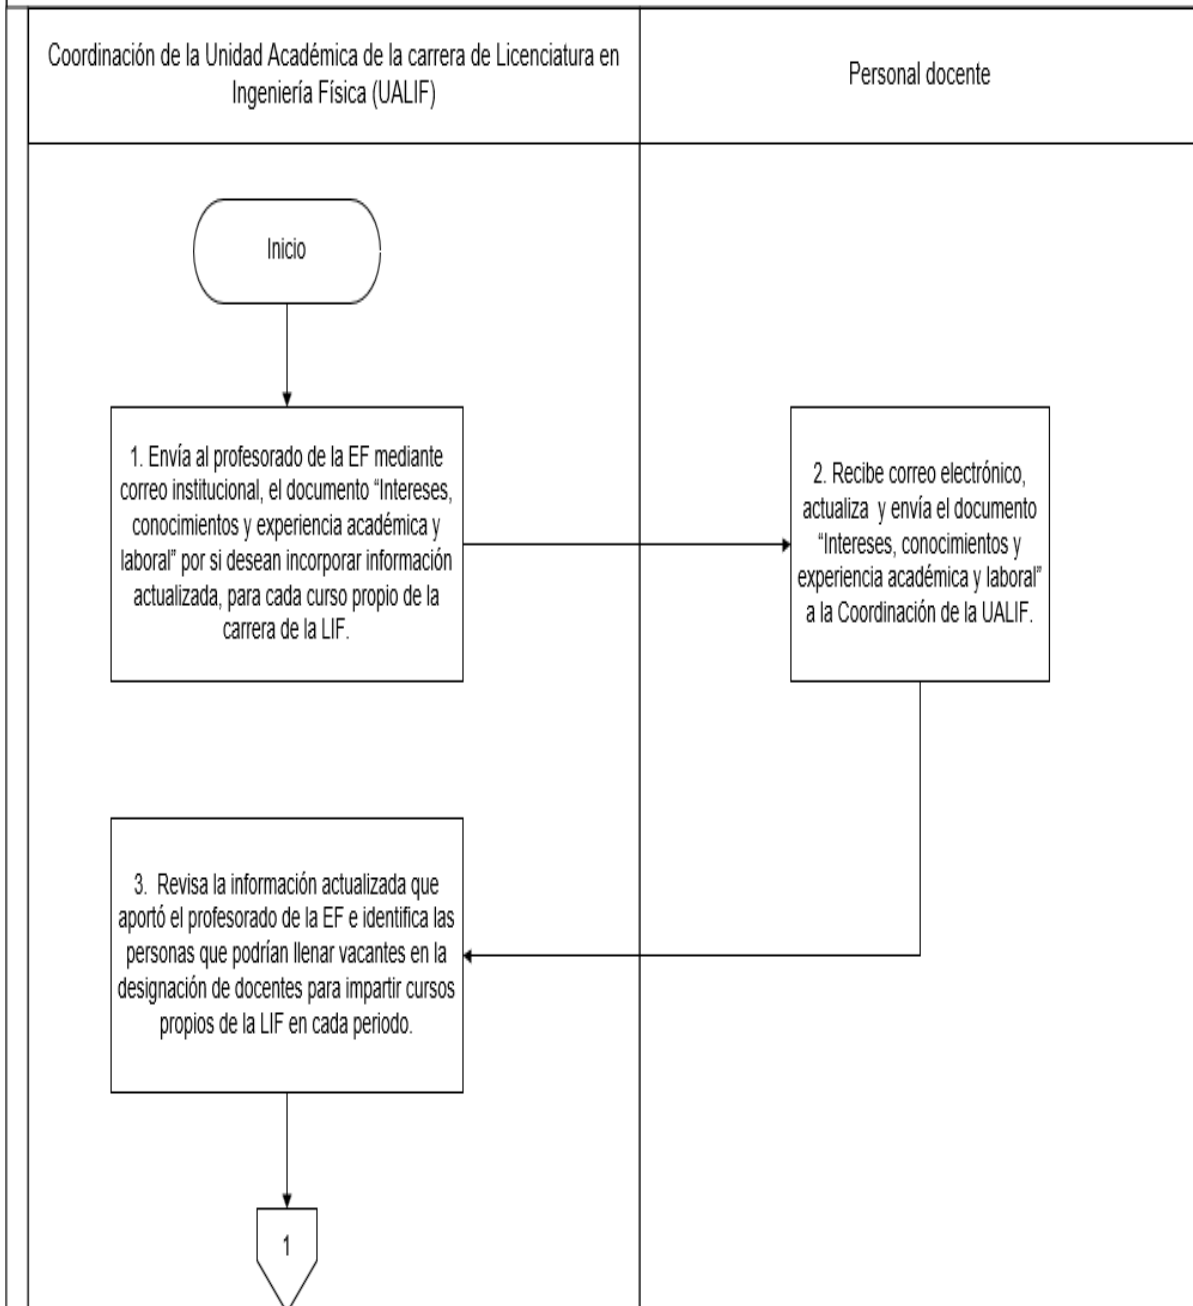 Coordinación de la Unidad Académica de la carrera de Licenciatura en
Ingeniería Física (UALIF)
Personal docente
Inicio
1. Envía al profesorado de la EF mediante
correo institucional, el documento “Intereses,
conocimientos y experiencia académica y
laboral” por si desean incorporar información
actualizada, para cada curso propio de la
carrera de la LIF.
2. Recibe correo electrónico,
actualiza y envía el documento
“Intereses, conocimientos y
experiencia académica y laboral”
a la Coordinación de la UALIF.
3. Revisa la información actualizada que
aportó el profesorado de la EF e identifica las
personas que podrían llenar vacantes en la
designación de docentes para impartir cursos
propios de la LIF en cada periodo.
1